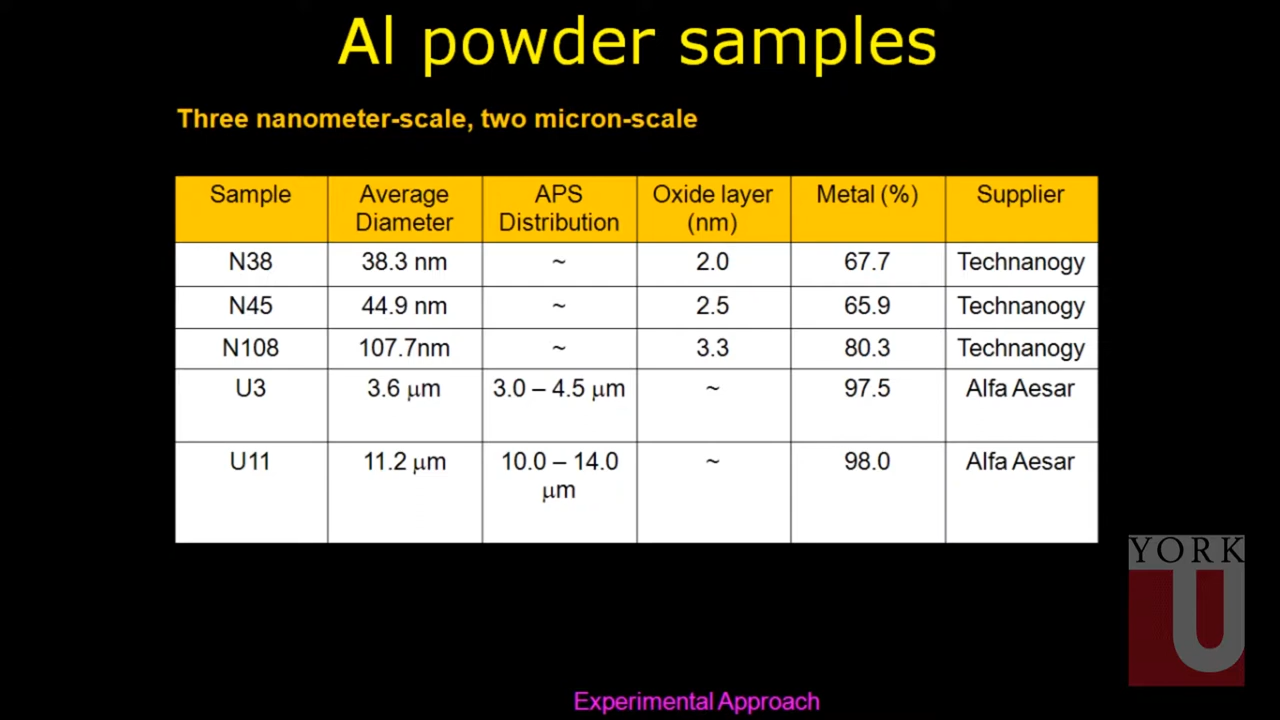 Al powder samples
Three nanometer-scale, two micron-scale
Sample Average Diameter APS Distribution Oxide layer (nm) Metal (%) Supplier
N38 38.3 nm ~ 2.0 67.7 Technanogy
N45 44.9 nm ~ 2.5 65.9 Technanogy
N108 107.7nm ~ 3.3 80.3 Technanogy
U3 3.6 μm 3.0 – 4.5 μm ~ 97.5 Alfa Aesar
U11 11.2 μm 10.0 – 14.0 μm ~ 98.0 Alfa Aesar
YORK
U
Experimental Approach